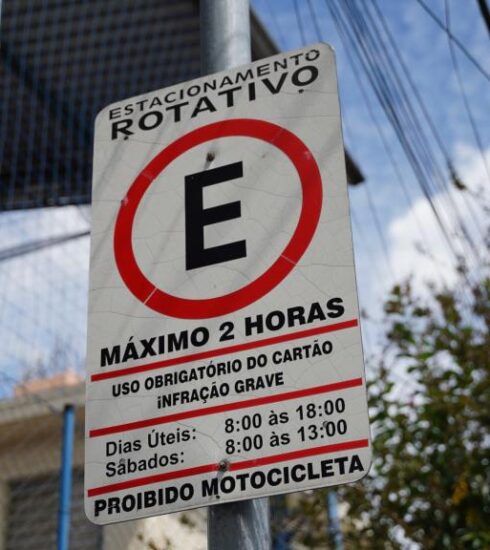 ESTACIONAMENTO
ROTATIVO
E
MÁXIMO 2 HORAS
USO OBRIGATÓRIO DO CARTÃO
iNFRAÇÃO GRAVE
Dias Úteis: 8:00 às 18:00
Sábados: 8:00 às 13:00
PROIBIDO MOTOCICLETA